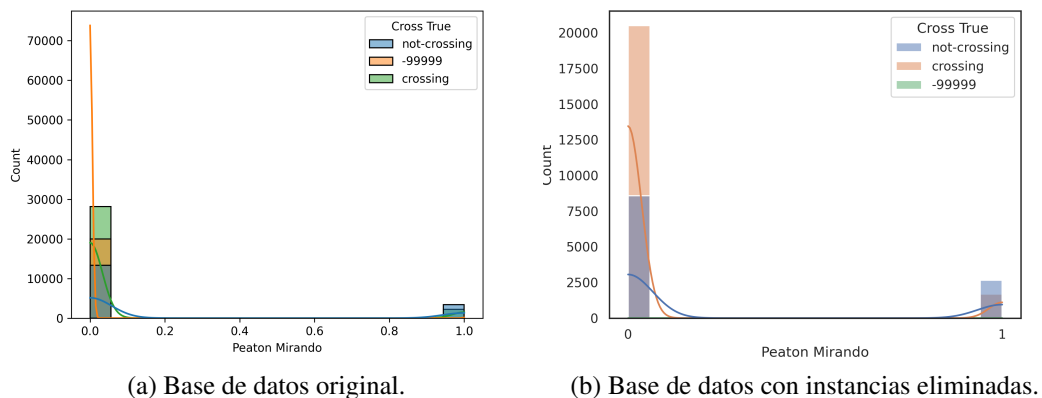 Cross True
not-crossing
-99999
crossing
70000
60000
50000
40000
30000
20000
10000
0
Count
0.0 0.2 0.4 0.6 0.8 1.0
Peaton Mirando
(a) Base de datos original.
Cross True
not-crossing
crossing
-99999
20000
17500
15000
12500
10000
7500
5000
2500
0
Count
0 1
Peaton Mirando
(b) Base de datos con instancias eliminadas.